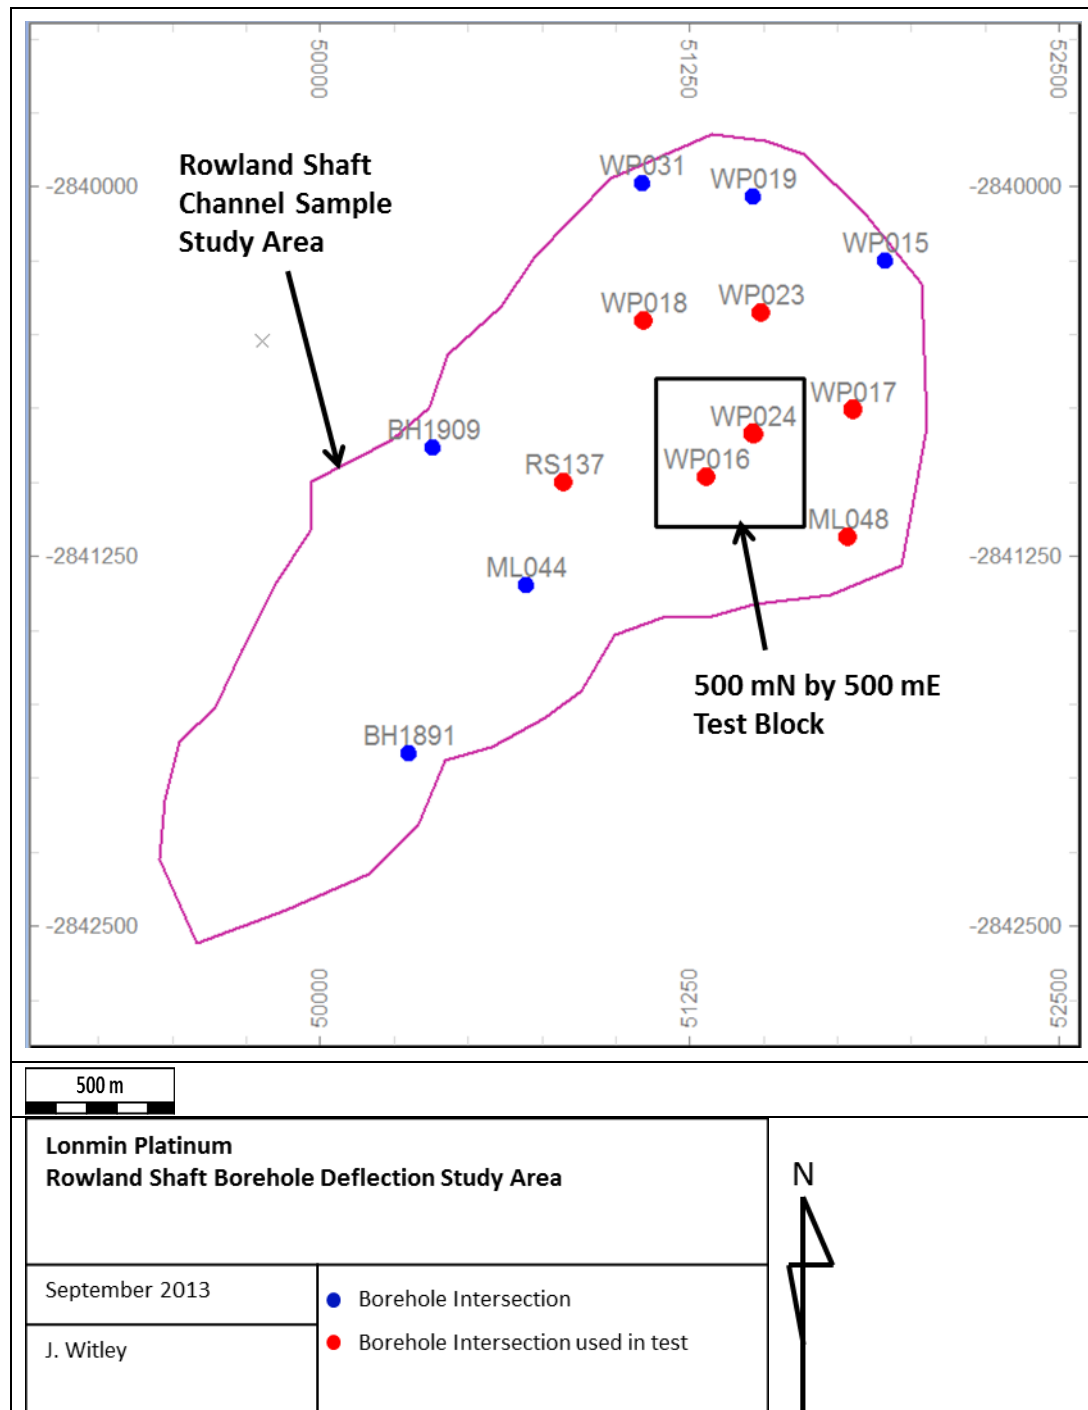 50000
51250
52500
Rowland Shaft
Channel Sample
Study Area
-2840000
-2840000
WP031
WP019
WP015
WP018
WP023
WP017
WP024
BH1909
RS137
WP016
ML048
-2841250
-2841250
ML044
500 mN by 500 mE
Test Block
BH1891
-2842500
-2842500
50000
51250
52500
500 m
Lonmin Platinum
Rowland Shaft Borehole Deflection Study Area
N
September 2013
Borehole Intersection
J. Witley
Borehole Intersection used in test